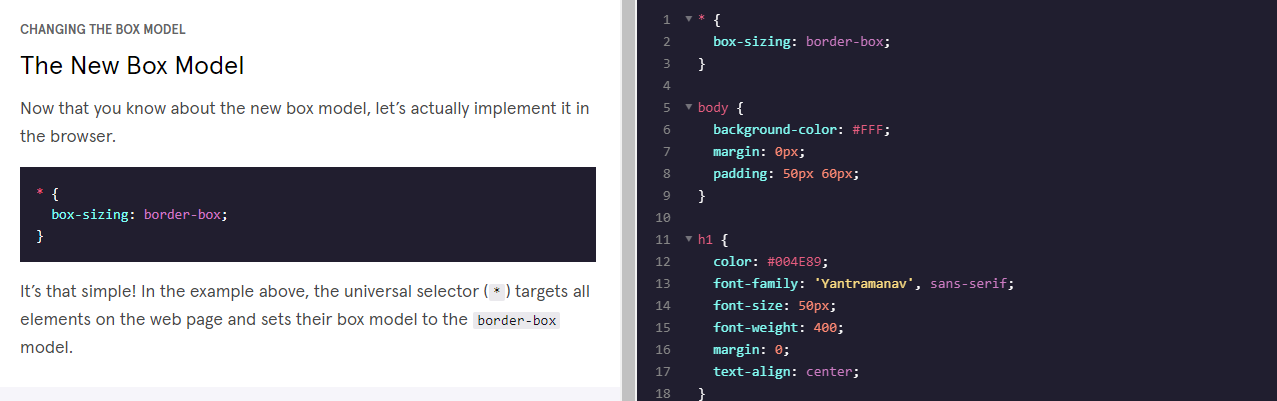 CHANGING THE BOX MODEL
The New Box Model
Now that you know about the new box model, let’s actually implement it in
the browser.
* {
  box-sizing: border-box;
}
It’s that simple! In the example above, the universal selector ( * ) targets all
elements on the web page and sets their box model to the border-box
model.
1 * {
2   box-sizing: border-box;
3 }
4
5 body {
6   background-color: #FFF;
7   margin: 0px;
8   padding: 50px 60px;
9 }
10
11 h1 {
12   color: #004E89;
13   font-family: 'Yantramanav', sans-serif;
14   font-size: 50px;
15   font-weight: 400;
16   margin: 0;
17   text-align: center;
18 }